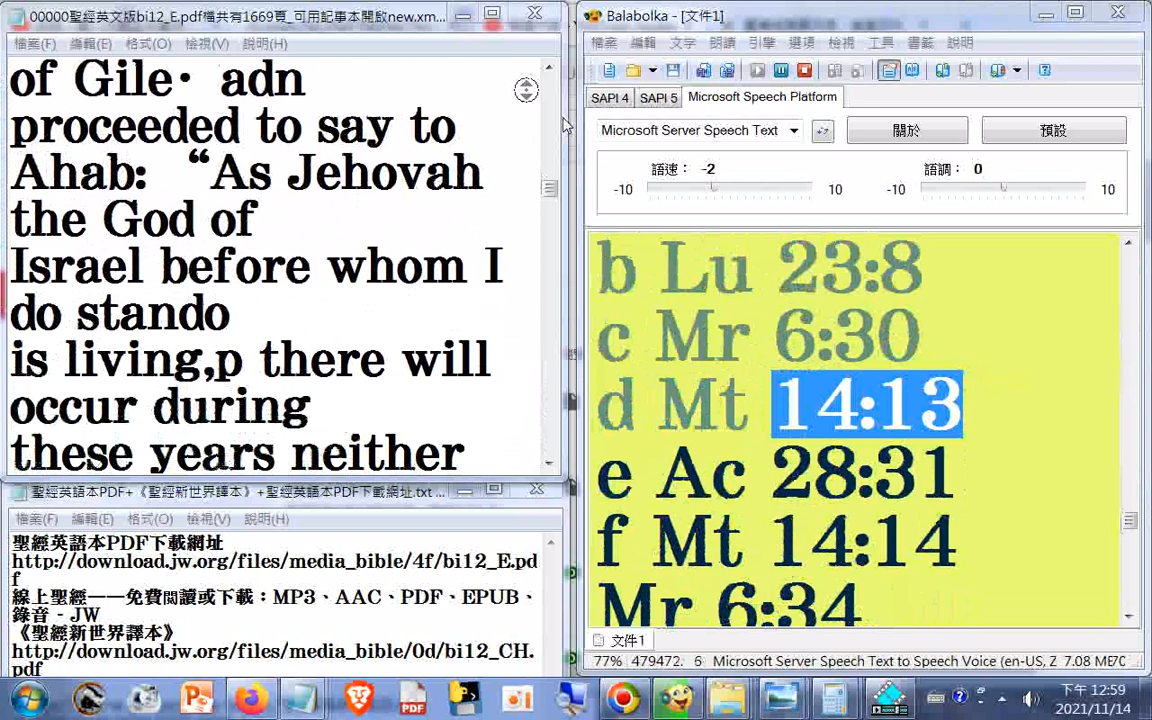 00000聖經英文版bi12_E.pdf檔共有1669頁_可用記事本開啟new.xm...
檔案(F) 編輯(E) 格式(O) 檢視(V) 說明(H)
of Gile· adn
proceeded to say to
Ahab: “As Jehovah
the God of
Israel before whom I
do stando
is living,p there will
occur during
these years neither
聖經英語本PDF+《聖經新世界譯本》+聖經英語本PDF下載網址.txt ...
檔案(F) 編輯(E) 格式(O) 檢視(V) 說明(H)
聖經英語本PDF下載網址
http://download.jw.org/files/media_bible/4f/bi12_E.pd
f
線上聖經——免費閱讀或下載：MP3、AAC、PDF、EPUB、
錄音 - JW
《聖經新世界譯本》
http://download.jw.org/files/media_bible/0d/bi12_CH.
pdf
Balabolka - [文件1]
檔案 編輯 文字 朗讀 引擎 選項 檢視 工具 書籤 說明
SAPI 4 SAPI 5 Microsoft Speech Platform
Microsoft Server Speech Text 關於 預設
語速： -2 語調： 0
-10 10 -10 10
b Lu 23:8
c Mr 6:30
d Mt 14:13
e Ac 28:31
f Mt 14:14
Mr 6:34
文件1
77% 479472. 6 Microsoft Server Speech Text to Speech Voice (en-US, Z 7.08 ME
PDF
下午 12:59
2021/11/14